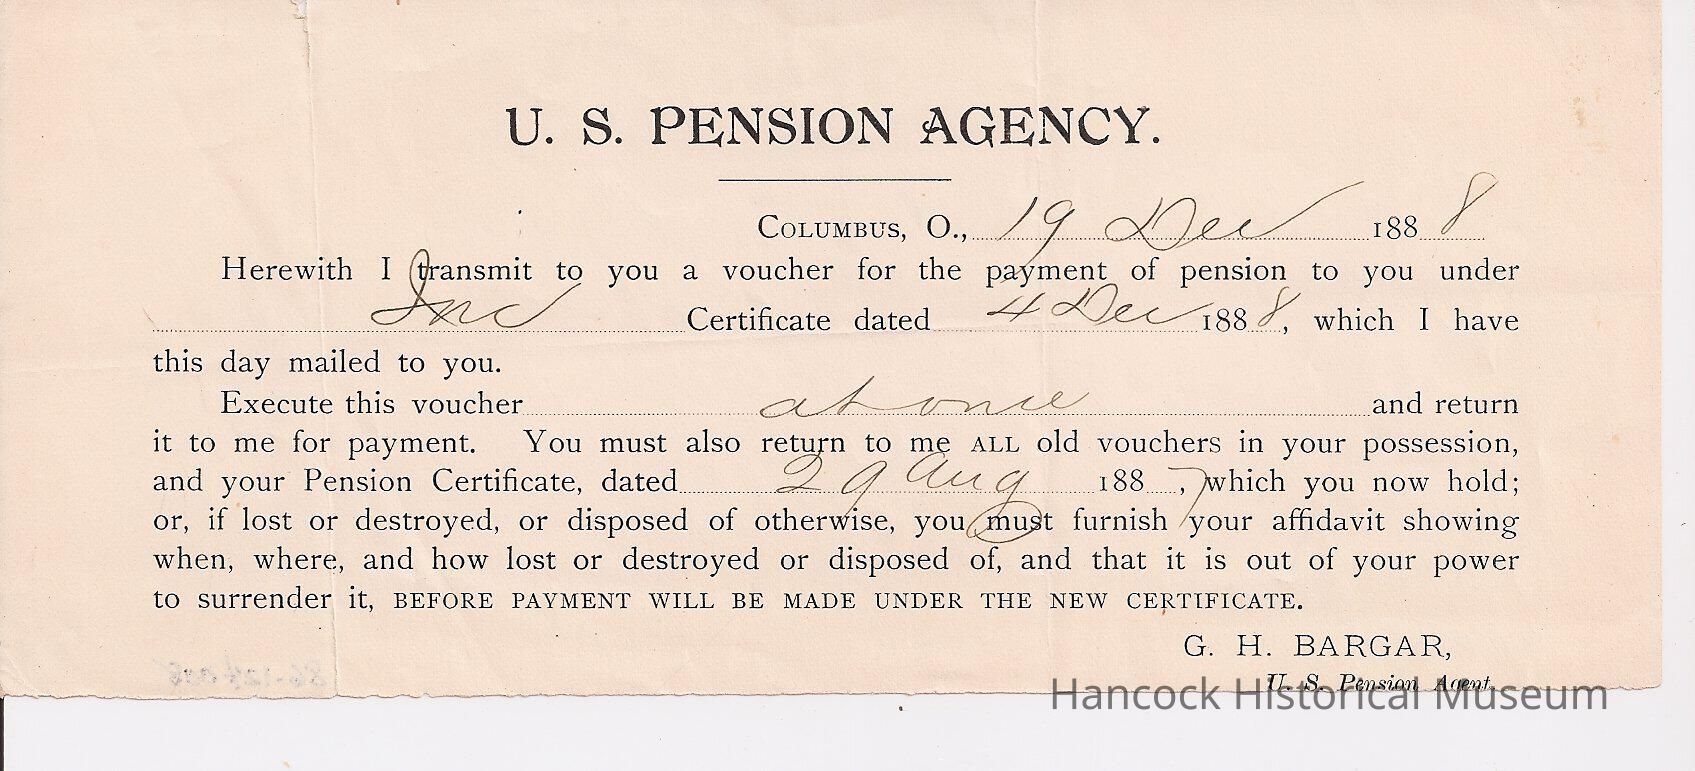 U. S. PENSION AGENCY.
COLUMBUS, O., 19 Dec 1888
Herewith I transmit to you a voucher for the payment of pension to you under
Inc Certificate dated 4 Dec 1888, which I have
this day mailed to you.
Execute this voucher at once and return
it to me for payment. You must also return to me ALL old vouchers in your possession,
and your Pension Certificate, dated 29 Aug 1887, which you now hold;
or, if lost or destroyed, or disposed of otherwise, you must furnish your affidavit showing
when, where, and how lost or destroyed or disposed of, and that it is out of your power
to surrender it, BEFORE PAYMENT WILL BE MADE UNDER THE NEW CERTIFICATE.
G. H. BARGAR,
U. S. Pension Agent.
Hancock Historical Museum